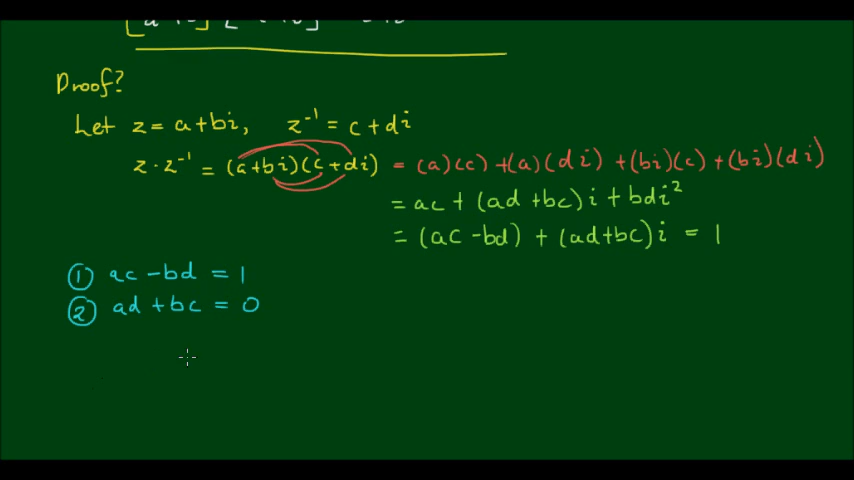 Proof?
Let z = a+bi, z⁻¹ = c+di
z·z⁻¹ = (a+bi)(c+di) = (a)(c) + (a)(di) + (bi)(c) + (bi)(di)
= ac + (ad + bc)i + bdi²
= (ac - bd) + (ad+bc)i = 1
① ac - bd = 1
② ad + bc = 0